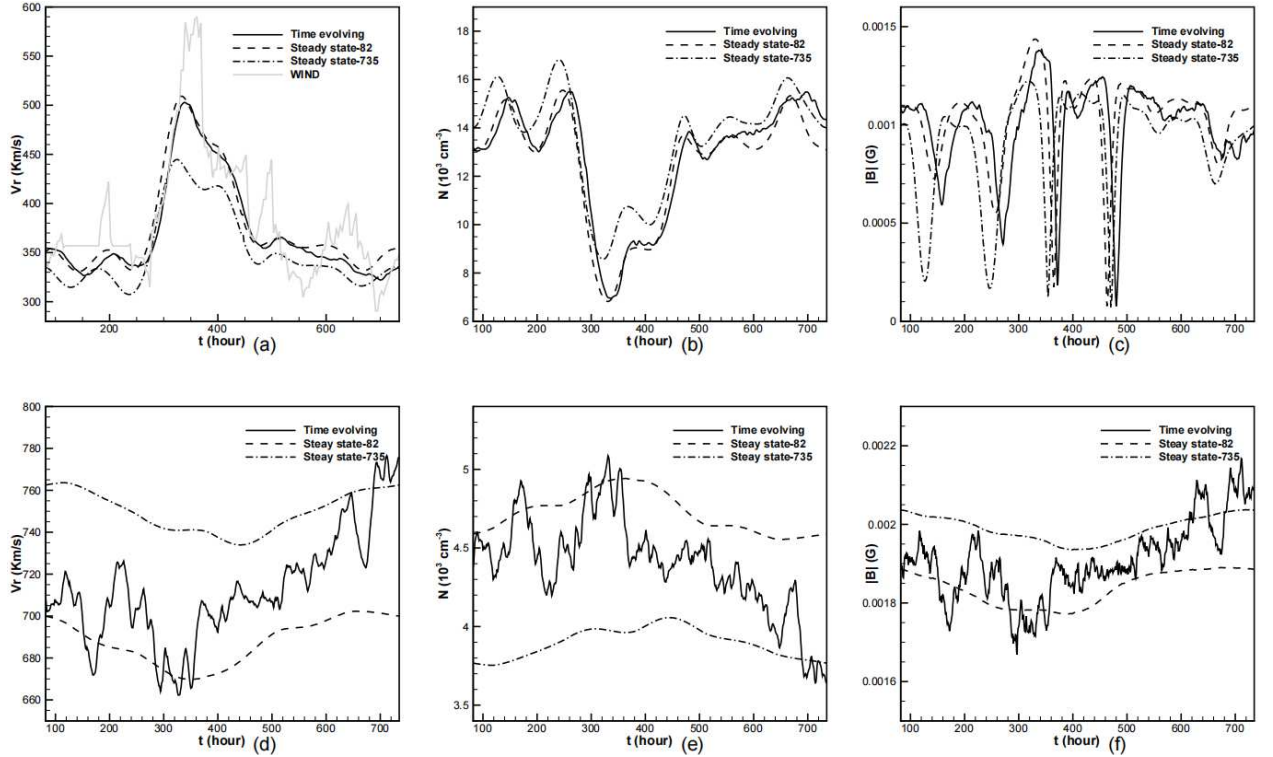 600
550
500
450
400
350
300
Vr (Km/s)
Time evolving
Steady state-82
Steady state-735
WIND
200 400 600
t (hour) (a)
18
16
14
12
10
8
6
N (10³ cm⁻³)
Time evolving
Steady state-82
Steady state-735
100 200 300 400 500 600 700
t (hour) (b)
0.0015
0.001
0.0005
0
|B| (G)
Time evolving
Steady state-82
Steady state-735
100 200 300 400 500 600 700
t (hour) (c)
800
780
760
740
720
700
680
660
Vr (Km/s)
Time evolving
Steay state-82
Steay state-735
100 200 300 400 500 600 700
t (hour) (d)
5
4.5
4
3.5
N (10³ cm⁻³)
Time evolving
Steay state-82
Steay state-735
100 200 300 400 500 600 700
t (hour) (e)
0.0022
0.002
0.0018
0.0016
|B| (G)
Time evolving
Steay state-82
Steay state-735
100 200 300 400 500 600 700
t (hour) (f)